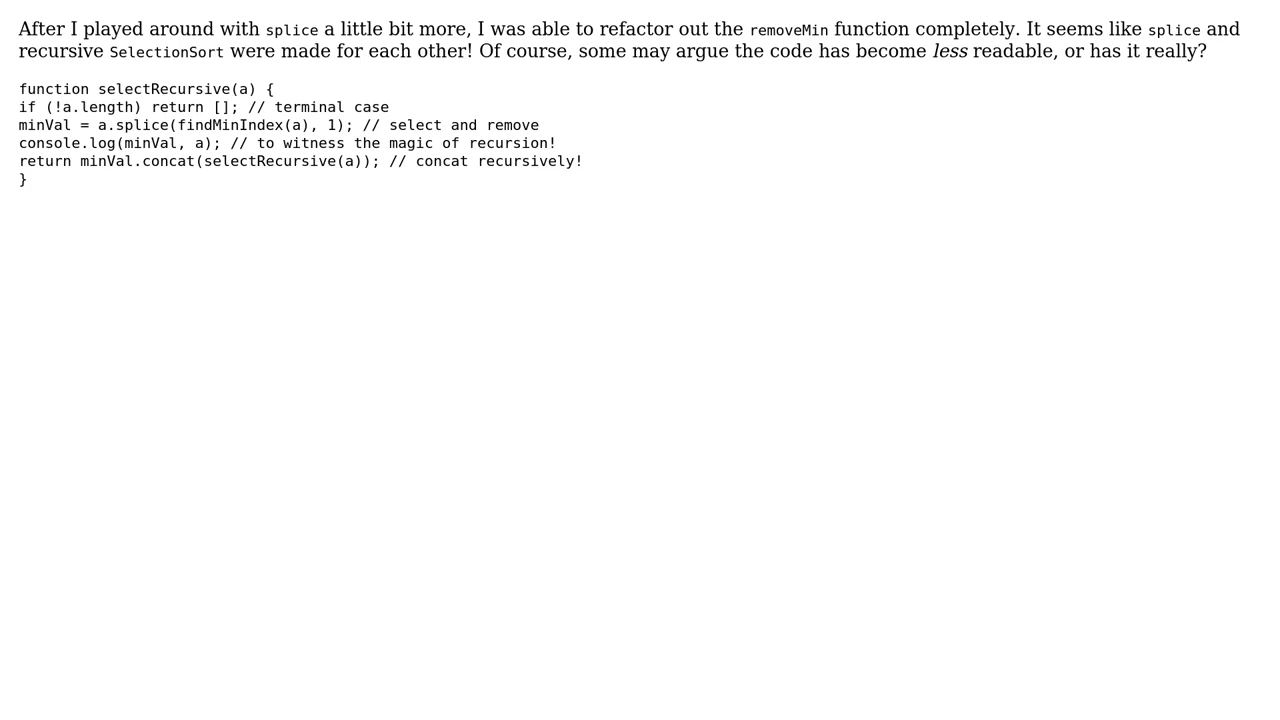 After I played around with splice a little bit more, I was able to refactor out the removeMin function completely. It seems like splice and
recursive SelectionSort were made for each other! Of course, some may argue the code has become less readable, or has it really?
function selectRecursive(a) {
if (!a.length) return []; // terminal case
minVal = a.splice(findMinIndex(a), 1); // select and remove
console.log(minVal, a); // to witness the magic of recursion!
return minVal.concat(selectRecursive(a)); // concat recursively!
}